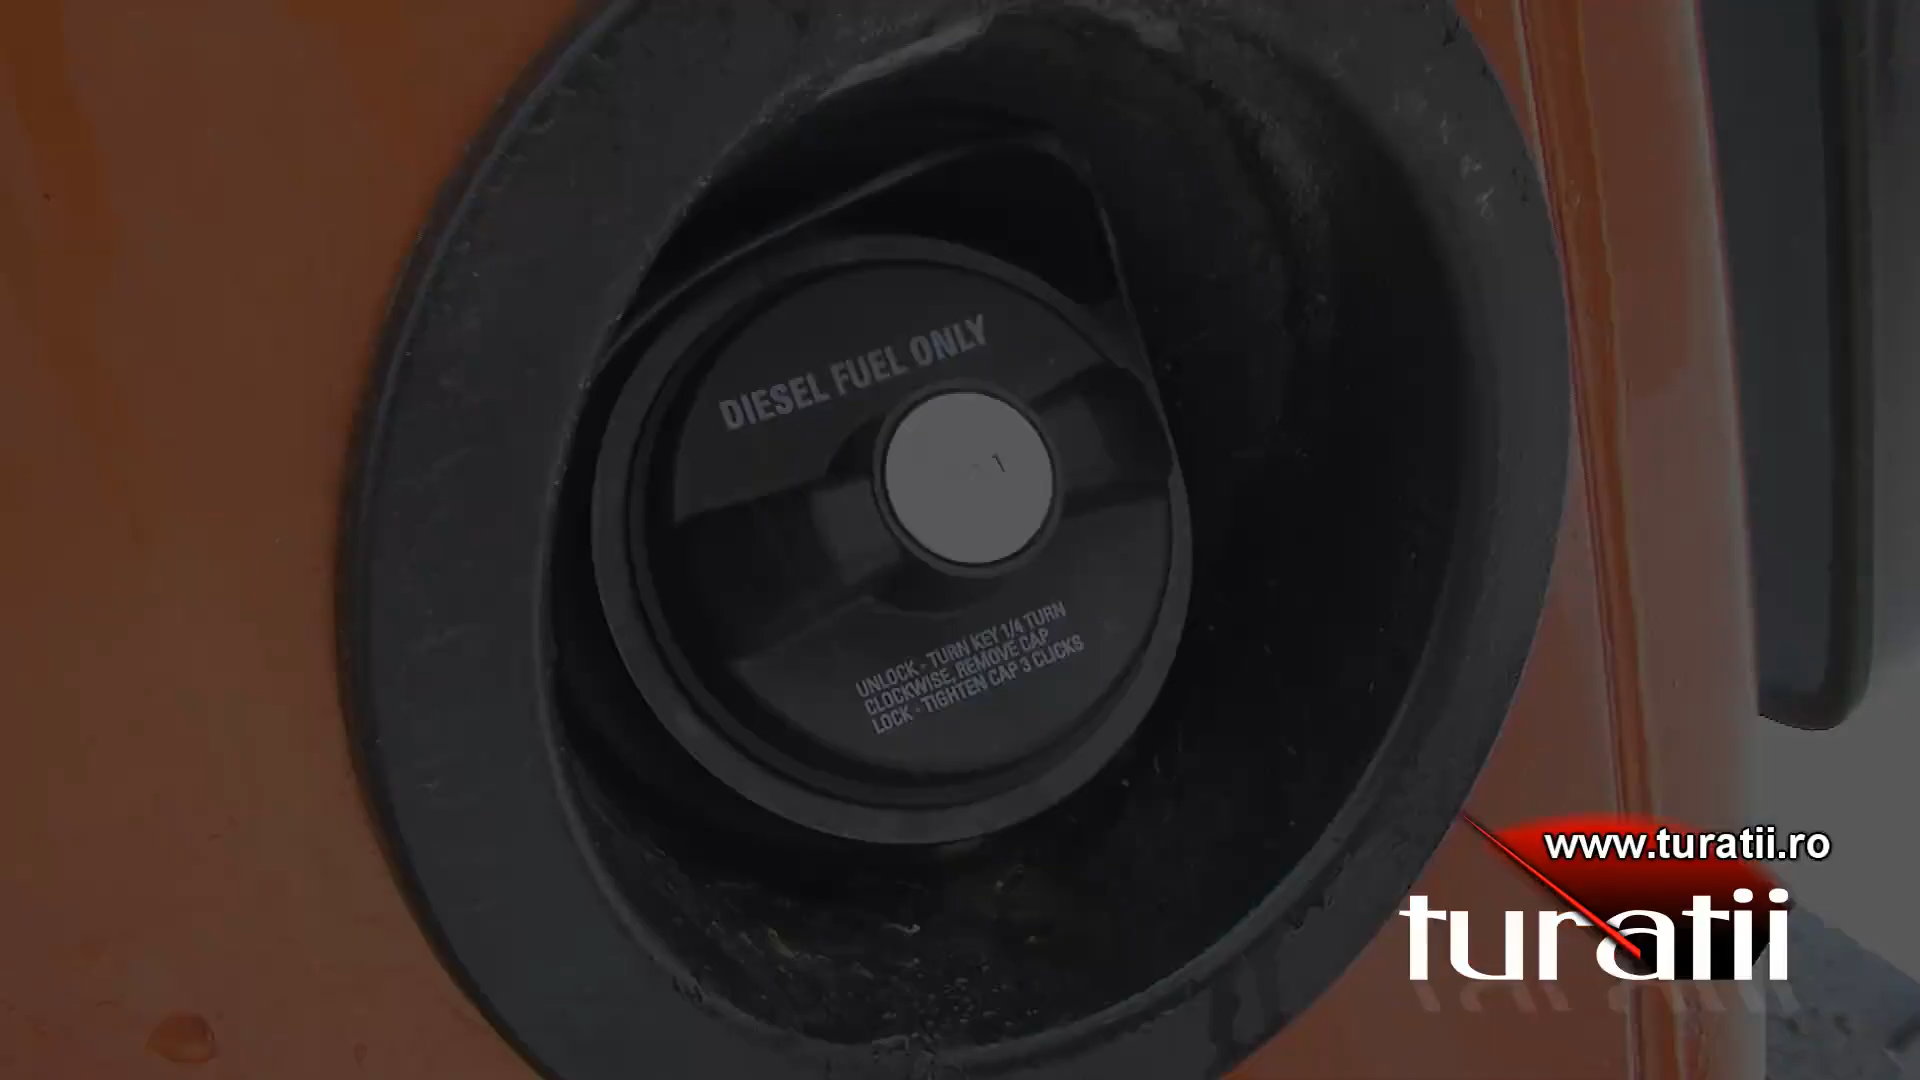 DIESEL FUEL ONLY
UNLOCK - TURN KEY 1/4 TURN
CLOCKWISE, REMOVE CAP
LOCK - TIGHTEN CAP 3 CLICKS
www.turatii.ro
turatii